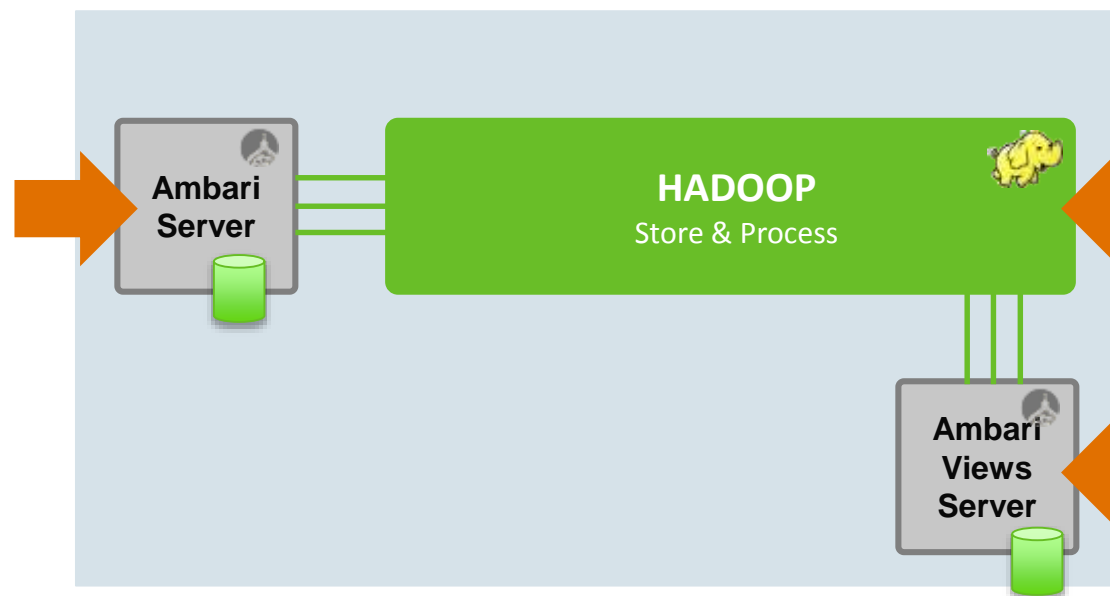 Ambari
Server
HADOOP
Store & Process
Ambari
Views
Server